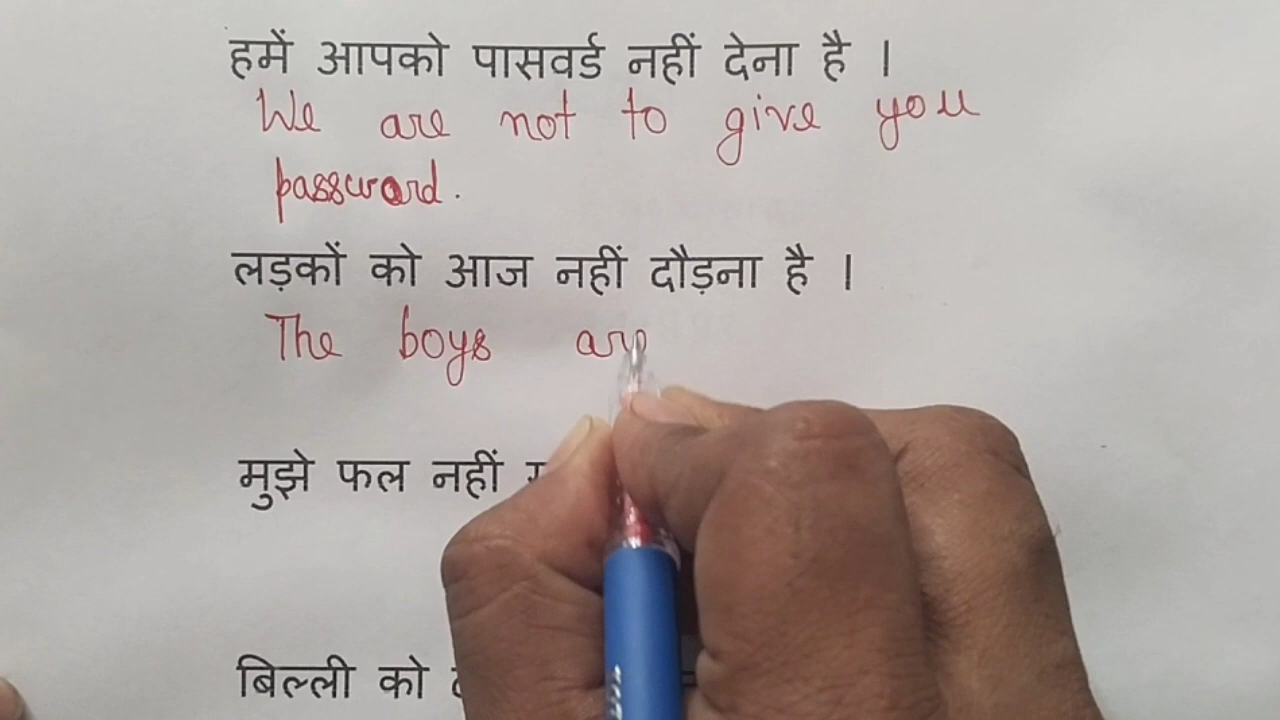 हमें आपको पासवर्ड नहीं देना है ।
We are not to give you
password.
लड़कों को आज नहीं दौड़ना है ।
The boys are
मुझे फल नहीं
बिल्ली को